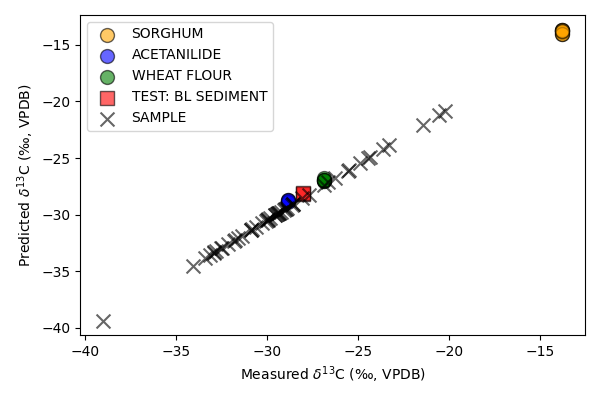 SORGHUM
ACETANILIDE
WHEAT FLOUR
TEST: BL SEDIMENT
SAMPLE
−15
−20
−25
−30
−35
−40
Predicted δ¹³C (‰, VPDB)
−40 −35 −30 −25 −20 −15
Measured δ¹³C (‰, VPDB)